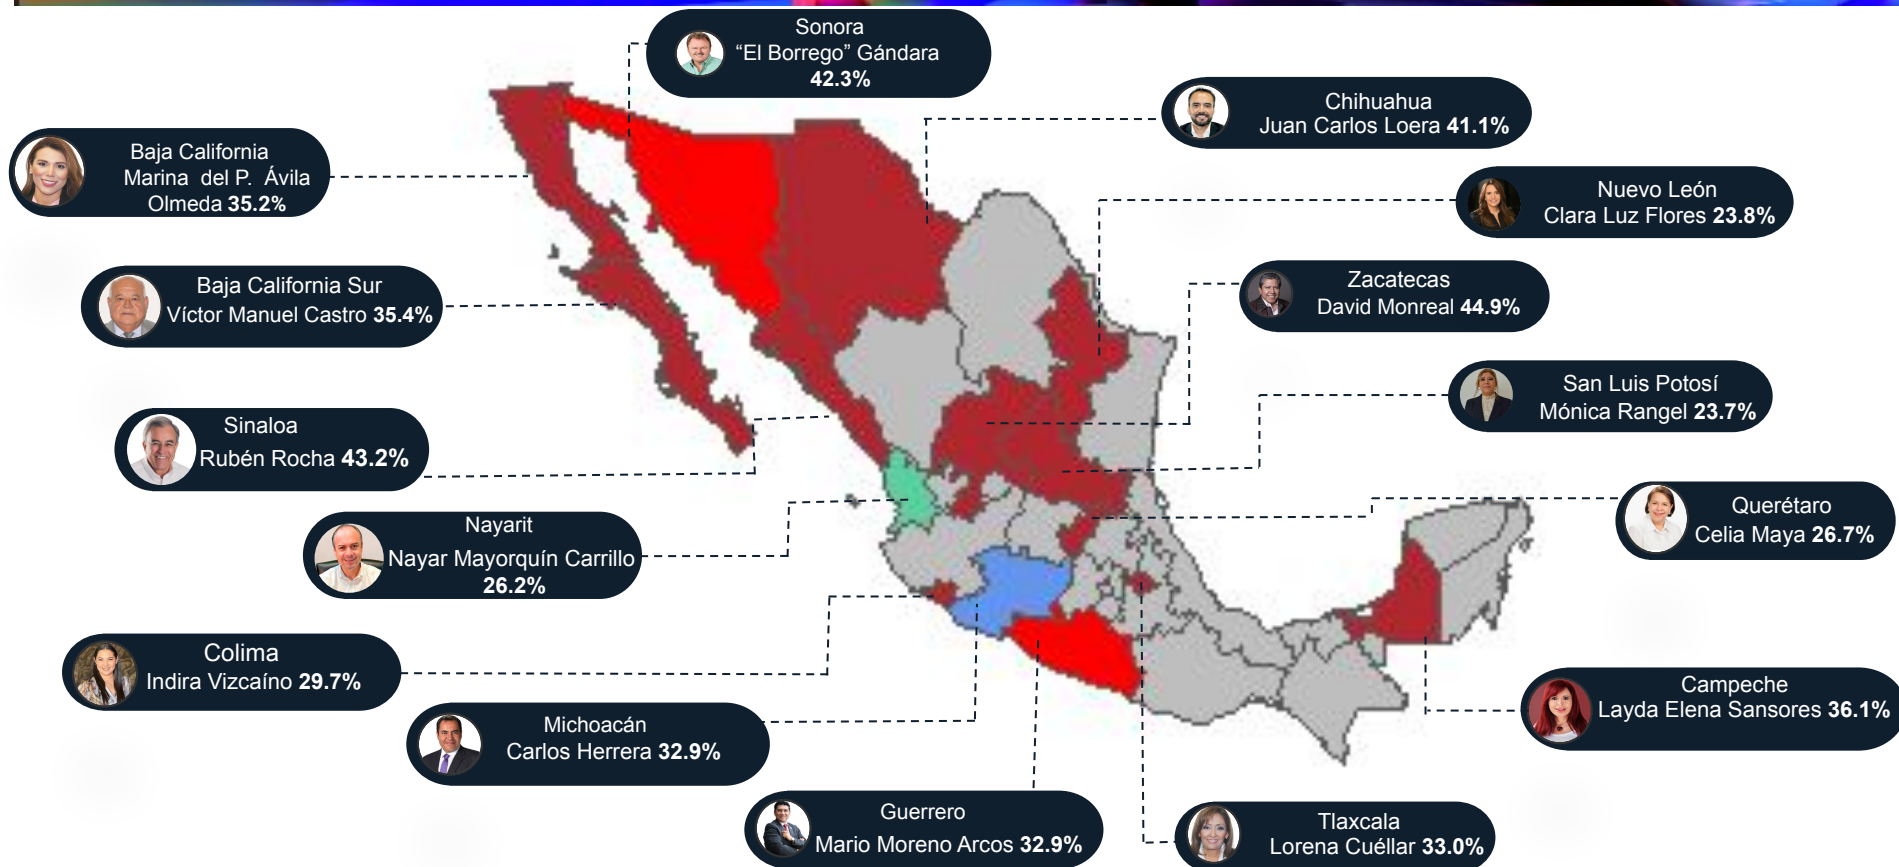 Sonora
“El Borrego” Gándara
42.3%
Chihuahua
Juan Carlos Loera 41.1%
Baja California
Marina del P. Ávila
Olmeda 35.2%
Nuevo León
Clara Luz Flores 23.8%
Baja California Sur
Víctor Manuel Castro 35.4%
Zacatecas
David Monreal 44.9%
San Luis Potosí
Mónica Rangel 23.7%
Sinaloa
Rubén Rocha 43.2%
Querétaro
Celia Maya 26.7%
Nayarit
Nayar Mayorquín Carrillo
26.2%
Colima
Indira Vizcaíno 29.7%
Campeche
Layda Elena Sansores 36.1%
Michoacán
Carlos Herrera 32.9%
Guerrero
Mario Moreno Arcos 32.9%
Tlaxcala
Lorena Cuéllar 33.0%